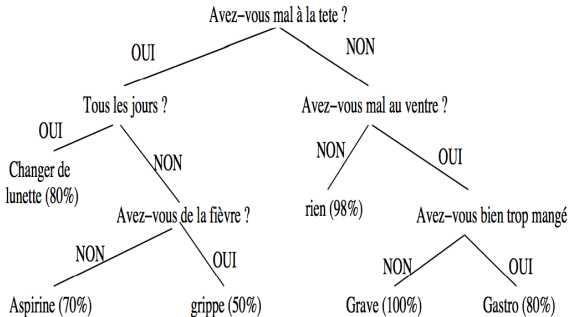 Avez-vous mal à la tete ?
OUI
NON
Tous les jours ?
Avez-vous mal au ventre ?
OUI
NON
NON
OUI
Changer de
lunette (80%)
rien (98%)
Avez-vous de la fièvre ?
Avez-vous bien trop mangé
NON
OUI
NON
OUI
Aspirine (70%)
grippe (50%)
Grave (100%)
Gastro (80%)